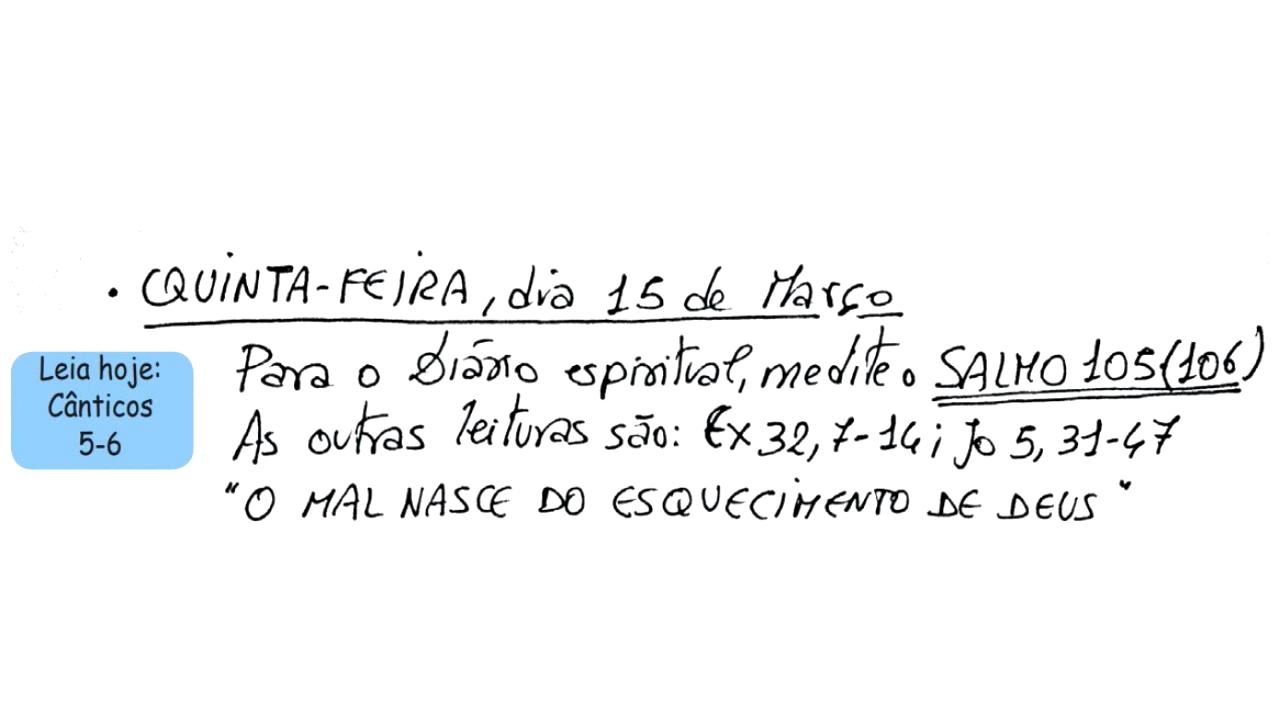 • QUINTA-FEIRA, dia 15 de Março
Leia hoje:
Cânticos
5-6
Para o Diário espiritual, medite o SALMO 105(106)
As outras leituras são: Ex 32, 7-14; Jo 5, 31-47
"O MAL NASCE DO ESQUECIMENTO DE DEUS"